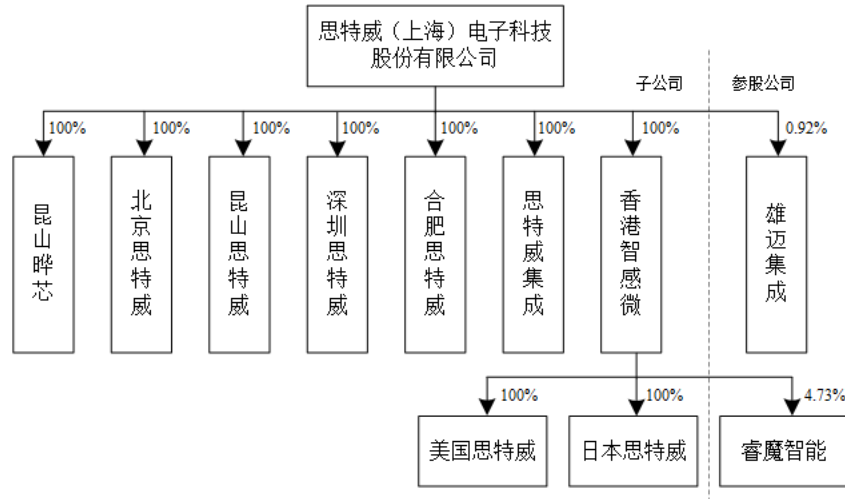 思特威（上海）电子科技
股份有限公司
子公司
参股公司
100%
100%
100%
100%
100%
100%
100%
0.92%
昆山晔芯
北京思特威
昆山思特威
深圳思特威
合肥思特威
思特威集成
香港智感微
雄迈集成
100%
100%
4.73%
美国思特威
日本思特威
睿魔智能